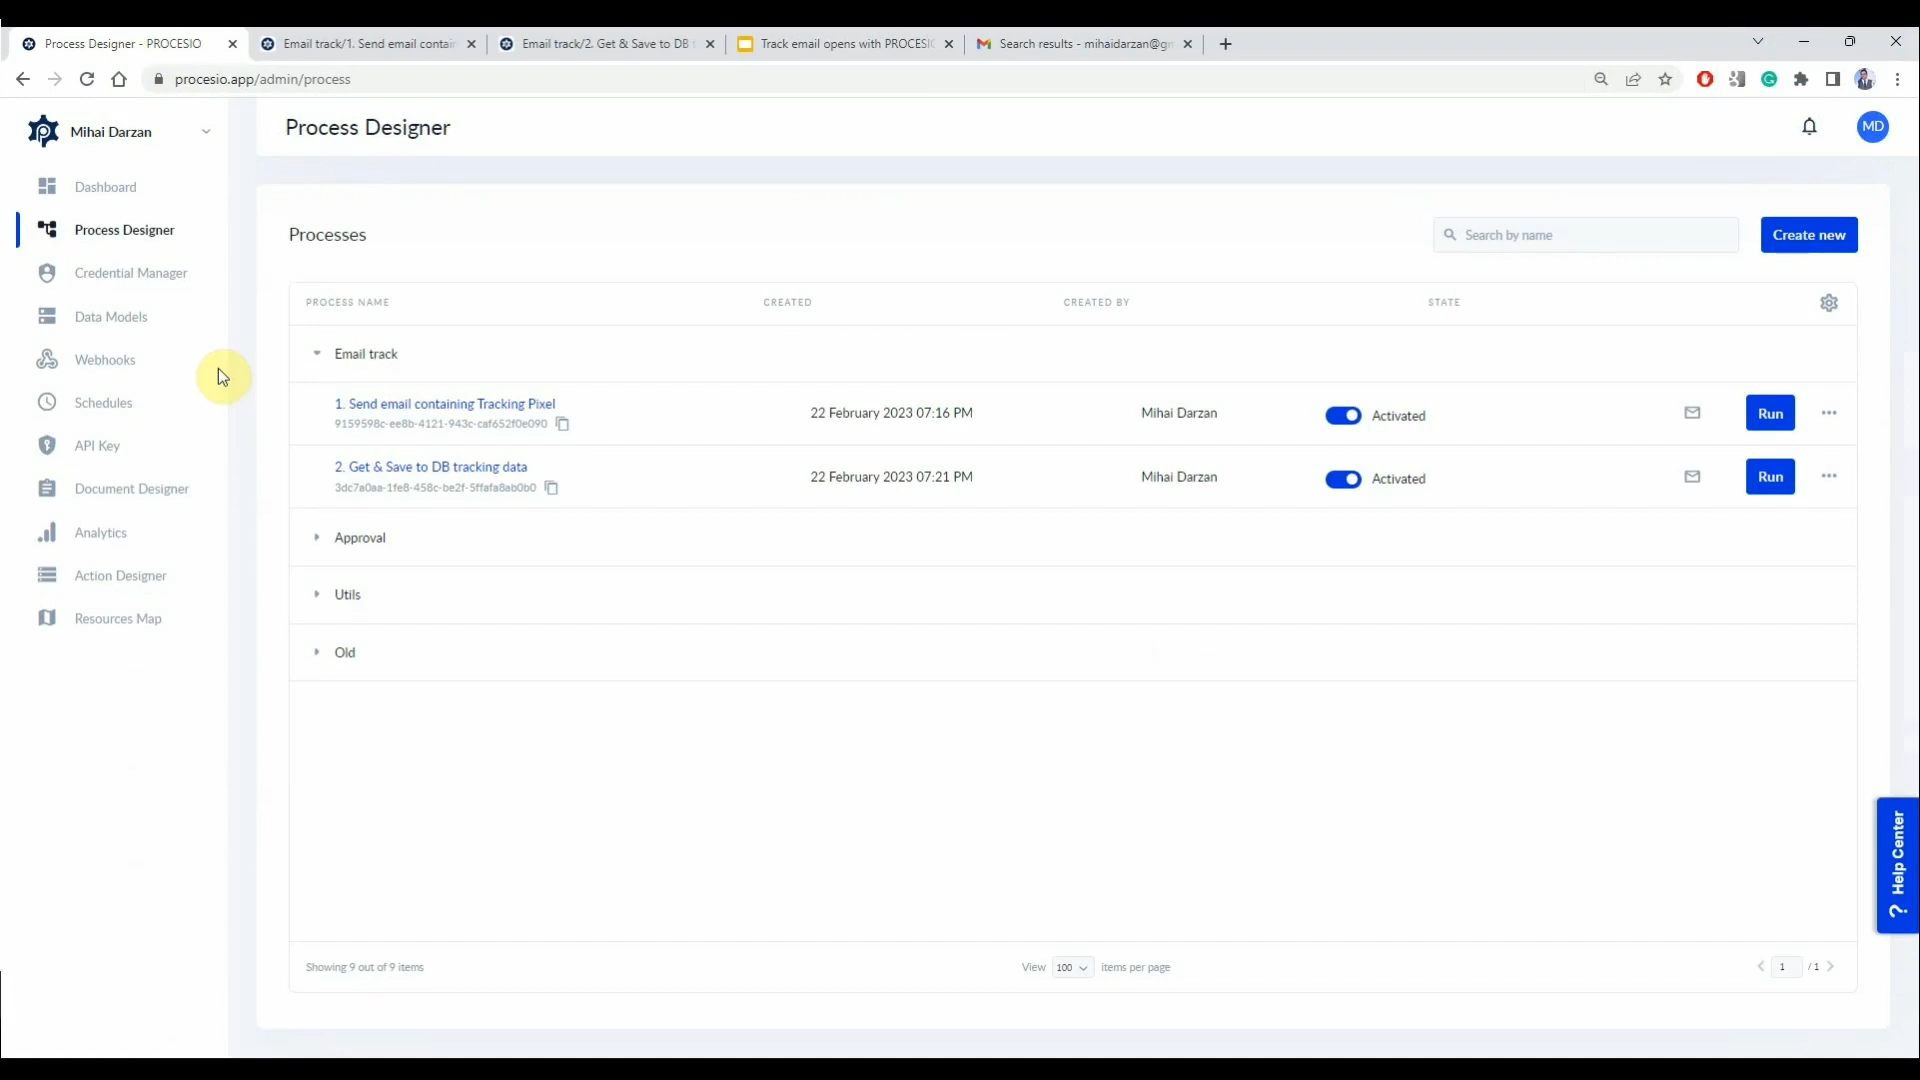 Process Designer - PROCESIO
Email track/1. Send email contain
Email track/2. Get & Save to DB t
Track email opens with PROCESIO
Search results - mihaidarzan@gm
procesio.app/admin/process
Mihai Darzan
Process Designer
MD
Dashboard
Process Designer
Credential Manager
Data Models
Webhooks
Schedules
API Key
Document Designer
Analytics
Action Designer
Resources Map
Processes
Search by name
Create new
PROCESS NAME CREATED CREATED BY STATE
Email track
1. Send email containing Tracking Pixel
9159598c-ee8b-4121-943c-caf652f0e090
22 February 2023 07:16 PM Mihai Darzan Activated Run
2. Get & Save to DB tracking data
3dc7a0aa-1fe8-458c-be2f-5ffafa8ab0b0
22 February 2023 07:21 PM Mihai Darzan Activated Run
Approval
Utils
Old
Showing 9 out of 9 items
View 100 items per page
1 / 1
? Help Center